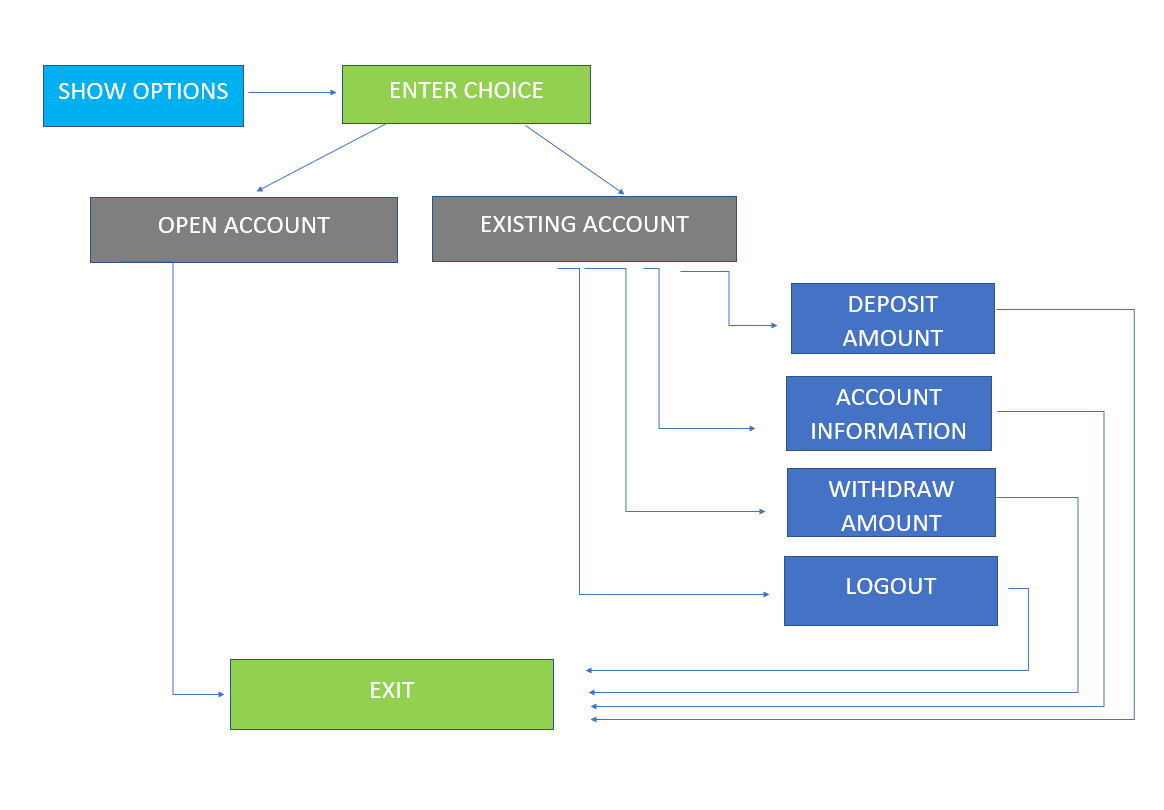 SHOW OPTIONS
ENTER CHOICE
OPEN ACCOUNT
EXISTING ACCOUNT
DEPOSIT
AMOUNT
ACCOUNT
INFORMATION
WITHDRAW
AMOUNT
LOGOUT
EXIT